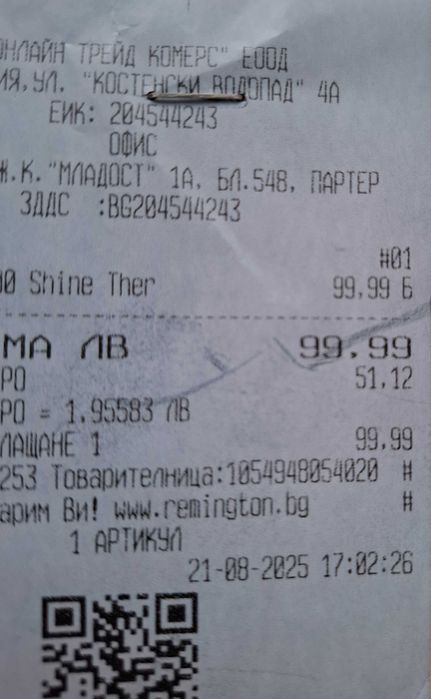 ОНЛАЙН ТРЕЙД КОМЕРС" ЕООД
ИЯ,УЛ. "КОСТЕНСКИ ВОДОПАД" 4А
ЕИК: 204544243
ОФИС
Ж.К."МЛАДОСТ" 1А, БЛ.548, ПАРТЕР
ЗДДС :BG204544243
#01
00 Shine Ther 99,99 Б
МА ЛВ 99.99
РО 51,12
РО = 1.95583 ЛВ
ЛАЩАНЕ 1 99,99
253 Товарителница:1054948054020 #
арим Ви! www.remington.bg #
1 АРТИКУЛ
21-08-2025 17:02:26